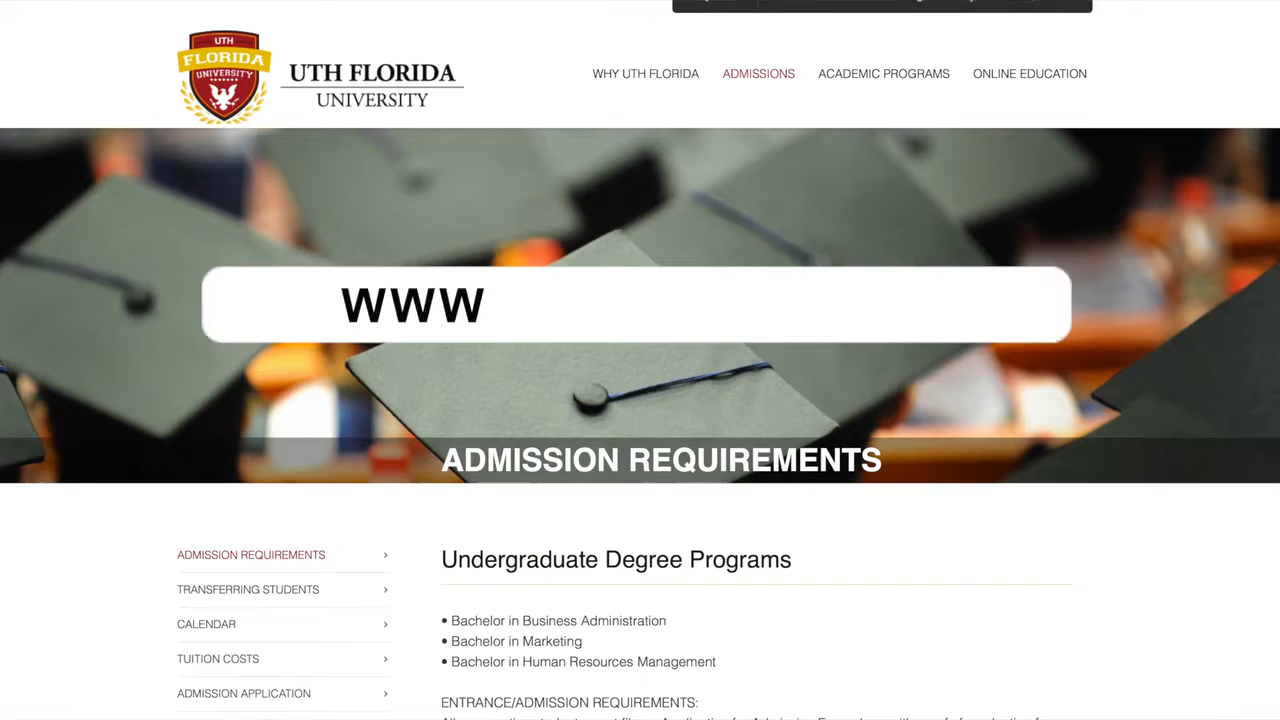 UTH
FLORIDA
UNIVERSITY
UTH FLORIDA
UNIVERSITY
WHY UTH FLORIDA
ADMISSIONS
ACADEMIC PROGRAMS
ONLINE EDUCATION
WWW
ADMISSION REQUIREMENTS
ADMISSION REQUIREMENTS
TRANSFERRING STUDENTS
CALENDAR
TUITION COSTS
ADMISSION APPLICATION
Undergraduate Degree Programs
• Bachelor in Business Administration
• Bachelor in Marketing
• Bachelor in Human Resources Management
ENTRANCE/ADMISSION REQUIREMENTS: